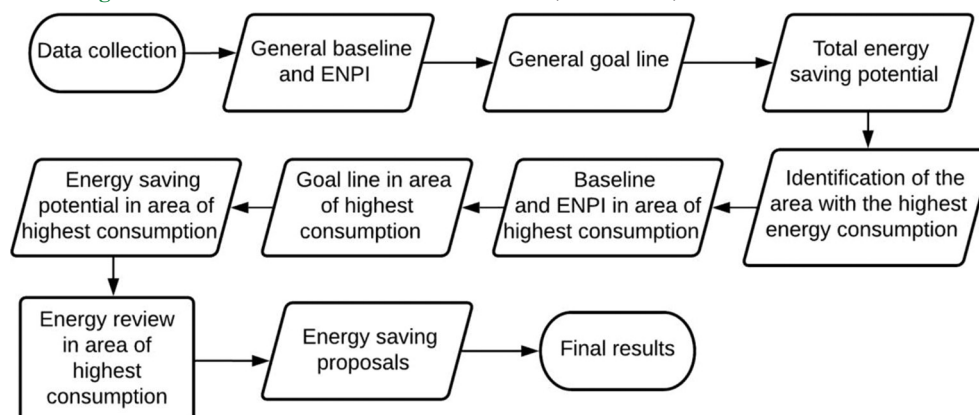 Data collection
General baseline
and ENPI
General goal line
Total energy
saving potential
Identification of the
area with the highest
energy consumption
Baseline
and ENPI in area of
highest consumption
Goal line in area
of highest
consumption
Energy saving
potential in area of
highest consumption
Energy review
in area of
highest
consumption
Energy saving
proposals
Final results